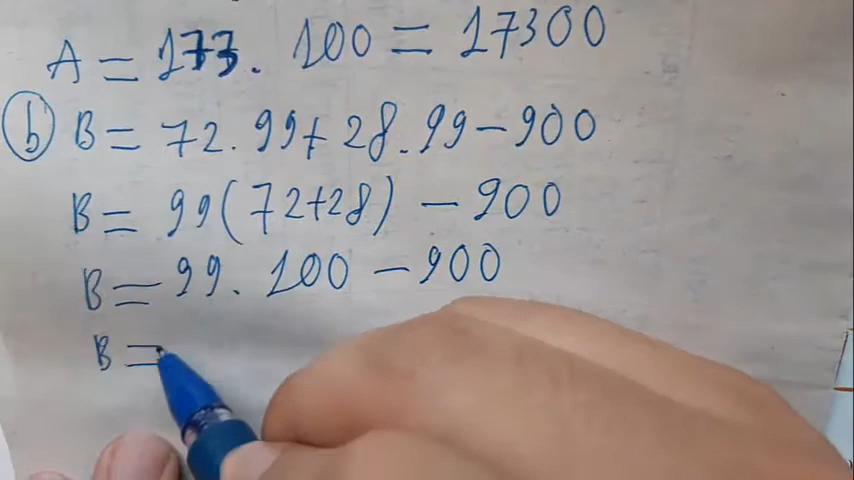 A = 173. 100 = 17300
b B = 72.99+28.99-900
B = 99(72+28) - 900
B = 99. 100 - 900
B =